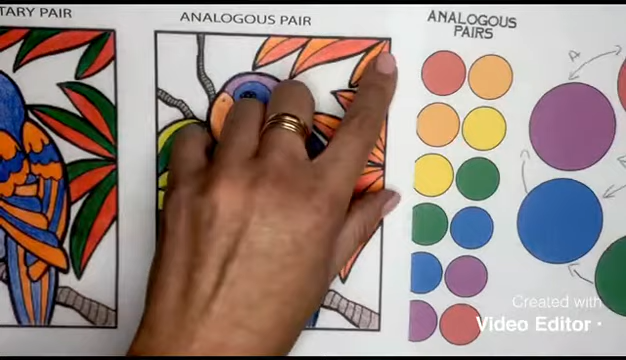 TARY PAIR
ANALOGOUS PAIR
ANALOGOUS
PAIRS
A
Created with
Video Editor